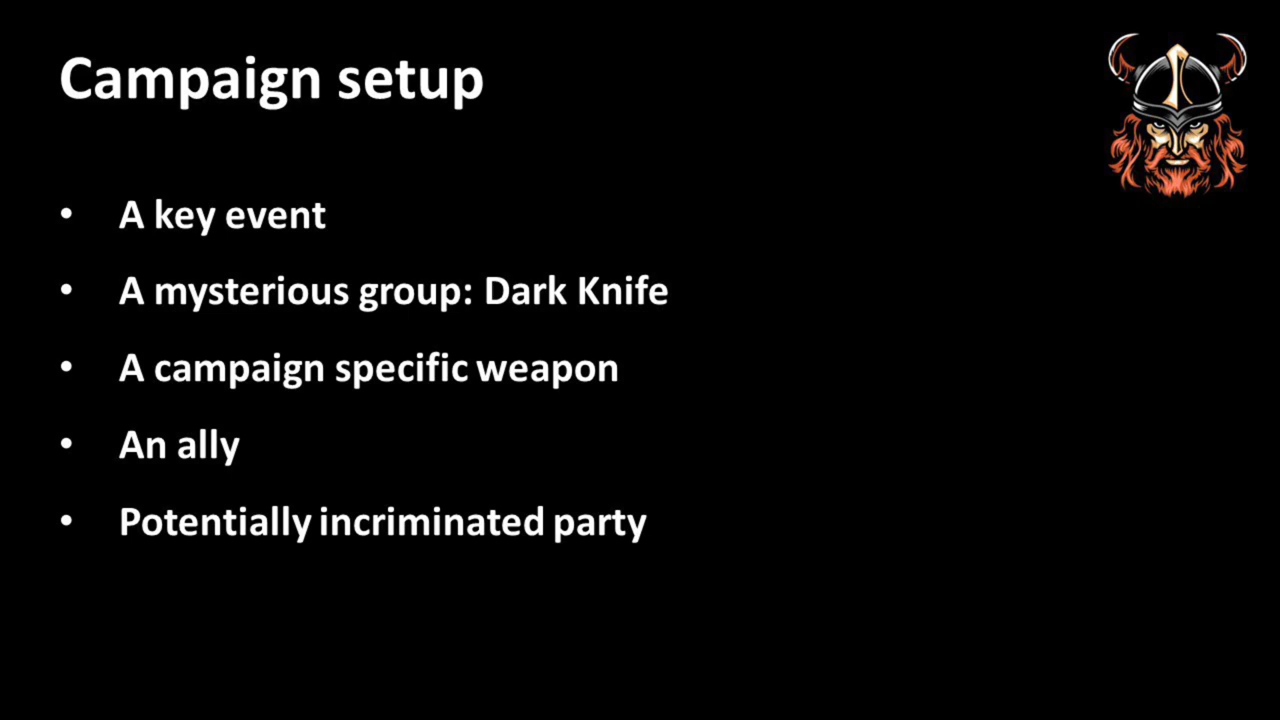 Campaign setup
• A key event
• A mysterious group: Dark Knife
• A campaign specific weapon
• An ally
• Potentially incriminated party